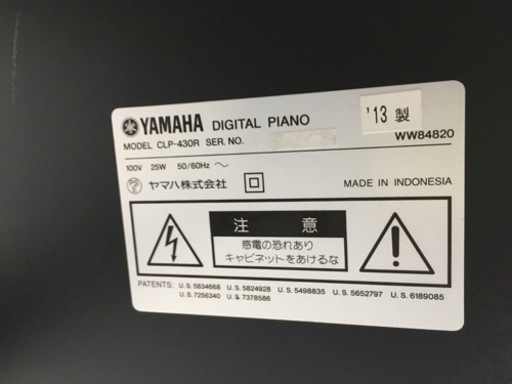 YAMAHA DIGITAL PIANO
'13 製
MODEL CLP-430R SER. NO.
WW84820
100V 25W 50/60Hz ～
PSE
ヤマハ株式会社
MADE IN INDONESIA
注 意
感電の恐れあり
キャビネットをあけるな
PATENTS: U.S. 5834668 U.S. 5824928 U.S. 5498835 U.S. 5652797 U.S. 6189085
U.S. 7256340 U.S. 7378586